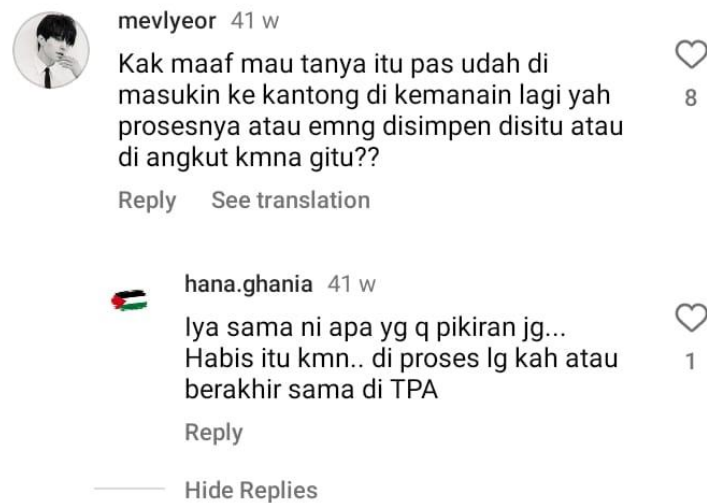 mevlyeor 41 w
Kak maaf mau tanya itu pas udah di
masukin ke kantong di kemanain lagi yah
prosesnya atau emng disimpen disitu atau
di angkut kmna gitu??
8
Reply See translation
hana.ghania 41 w
Iya sama ni apa yg q pikiran jg...
Habis itu kmn.. di proses lg kah atau
berakhir sama di TPA
1
Reply
Hide Replies